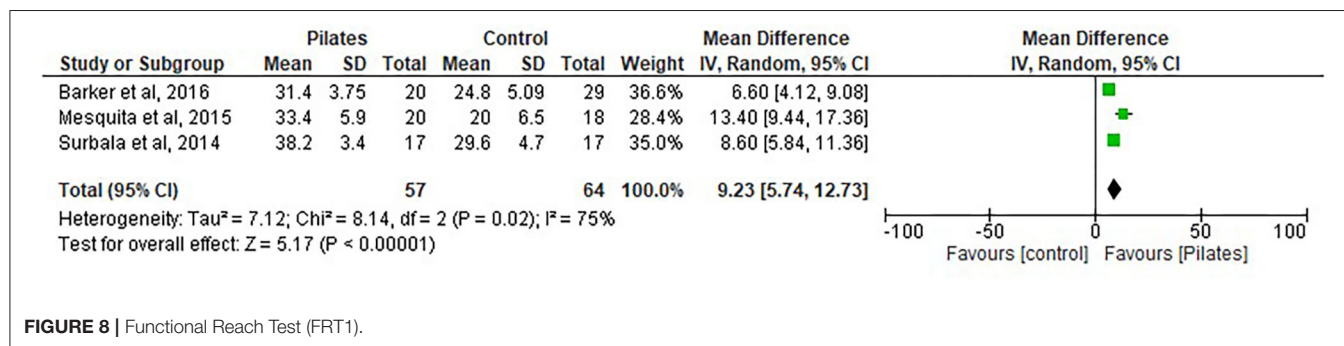 Pilates Control Mean Difference Mean Difference
Study or Subgroup Mean SD Total Mean SD Total Weight IV, Random, 95% CI IV, Random, 95% CI
Barker et al, 2016 31.4 3.75 20 24.8 5.09 29 36.6% 6.60 [4.12, 9.08]
Mesquita et al, 2015 33.4 5.9 20 20 6.5 18 28.4% 13.40 [9.44, 17.36]
Surbala et al, 2014 38.2 3.4 17 29.6 4.7 17 35.0% 8.60 [5.84, 11.36]
Total (95% CI) 57 64 100.0% 9.23 [5.74, 12.73]
Heterogeneity: Tau² = 7.12; Chi² = 8.14, df = 2 (P = 0.02); I² = 75%
Test for overall effect: Z = 5.17 (P < 0.00001)
-100 -50 0 50 100
Favours [control] Favours [Pilates]
FIGURE 8 | Functional Reach Test (FRT1).